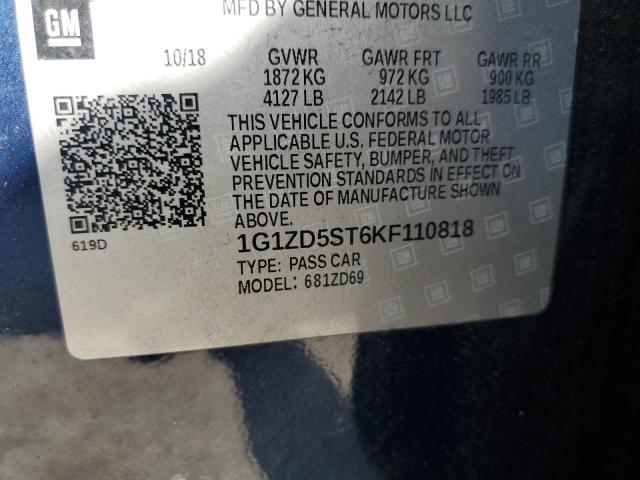 GM
MFD BY GENERAL MOTORS LLC
10/18 GVWR GAWR FRT GAWR RR
1872 KG 972 KG 900 KG
4127 LB 2142 LB 1985 LB
THIS VEHICLE CONFORMS TO ALL
APPLICABLE U.S. FEDERAL MOTOR
VEHICLE SAFETY, BUMPER, AND THEFT
PREVENTION STANDARDS IN EFFECT ON
THE DATE OF MANUFACTURE SHOWN
ABOVE.
619D
1G1ZD5ST6KF110818
TYPE: PASS CAR
MODEL: 681ZD69